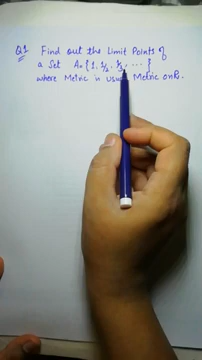 Q1 Find out the Limit Points of
a Set A = {1, 1/2, 1/3, ...}
where Metric is usual Metric on R.